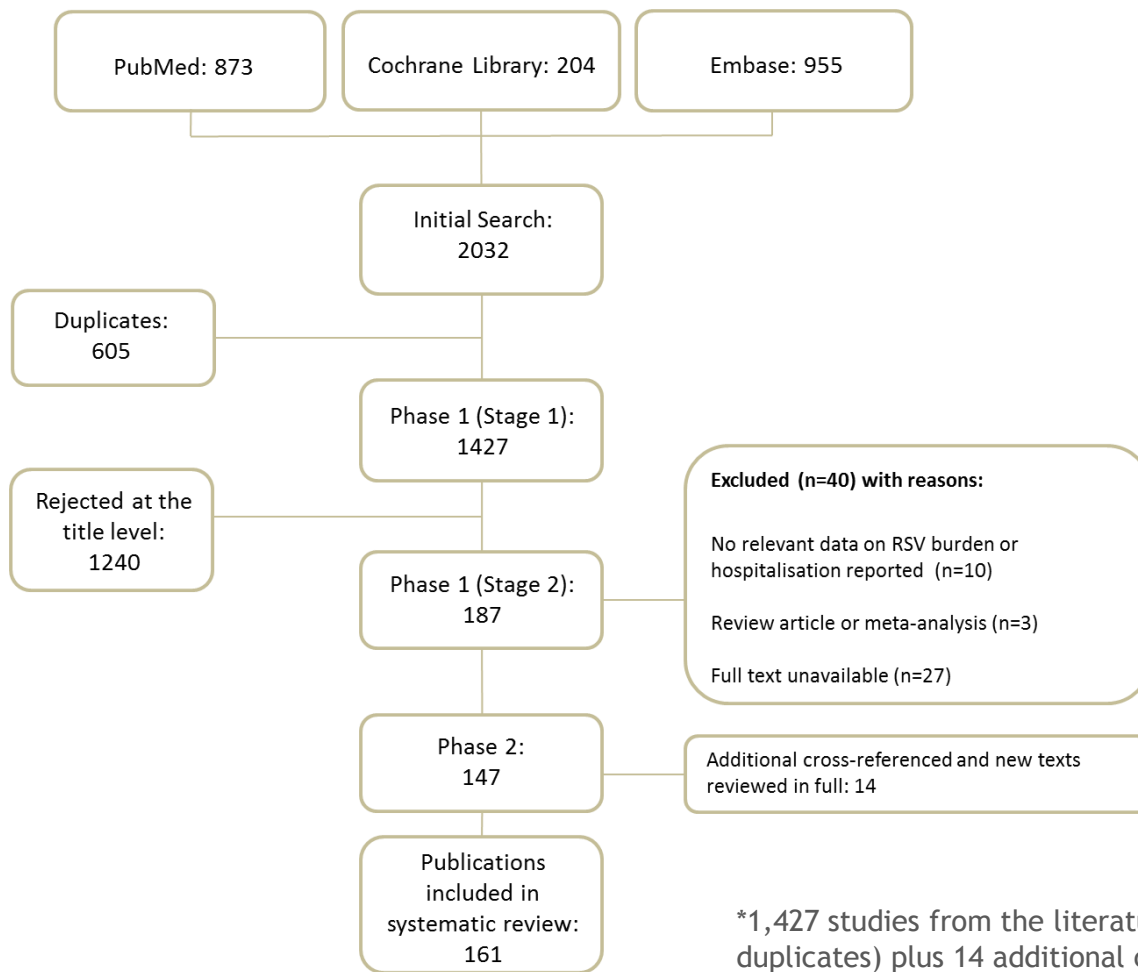 PubMed: 873
Cochrane Library: 204
Embase: 955
Initial Search:
2032
Duplicates:
605
Phase 1 (Stage 1):
1427
Rejected at the
title level:
1240
Phase 1 (Stage 2):
187
Excluded (n=40) with reasons:
No relevant data on RSV burden or
hospitalisation reported (n=10)
Review article or meta-analysis (n=3)
Full text unavailable (n=27)
Phase 2:
147
Additional cross-referenced and new texts
reviewed in full: 14
Publications
included in
systematic review:
161
*1,427 studies from the
duplicates) plus 14 additional